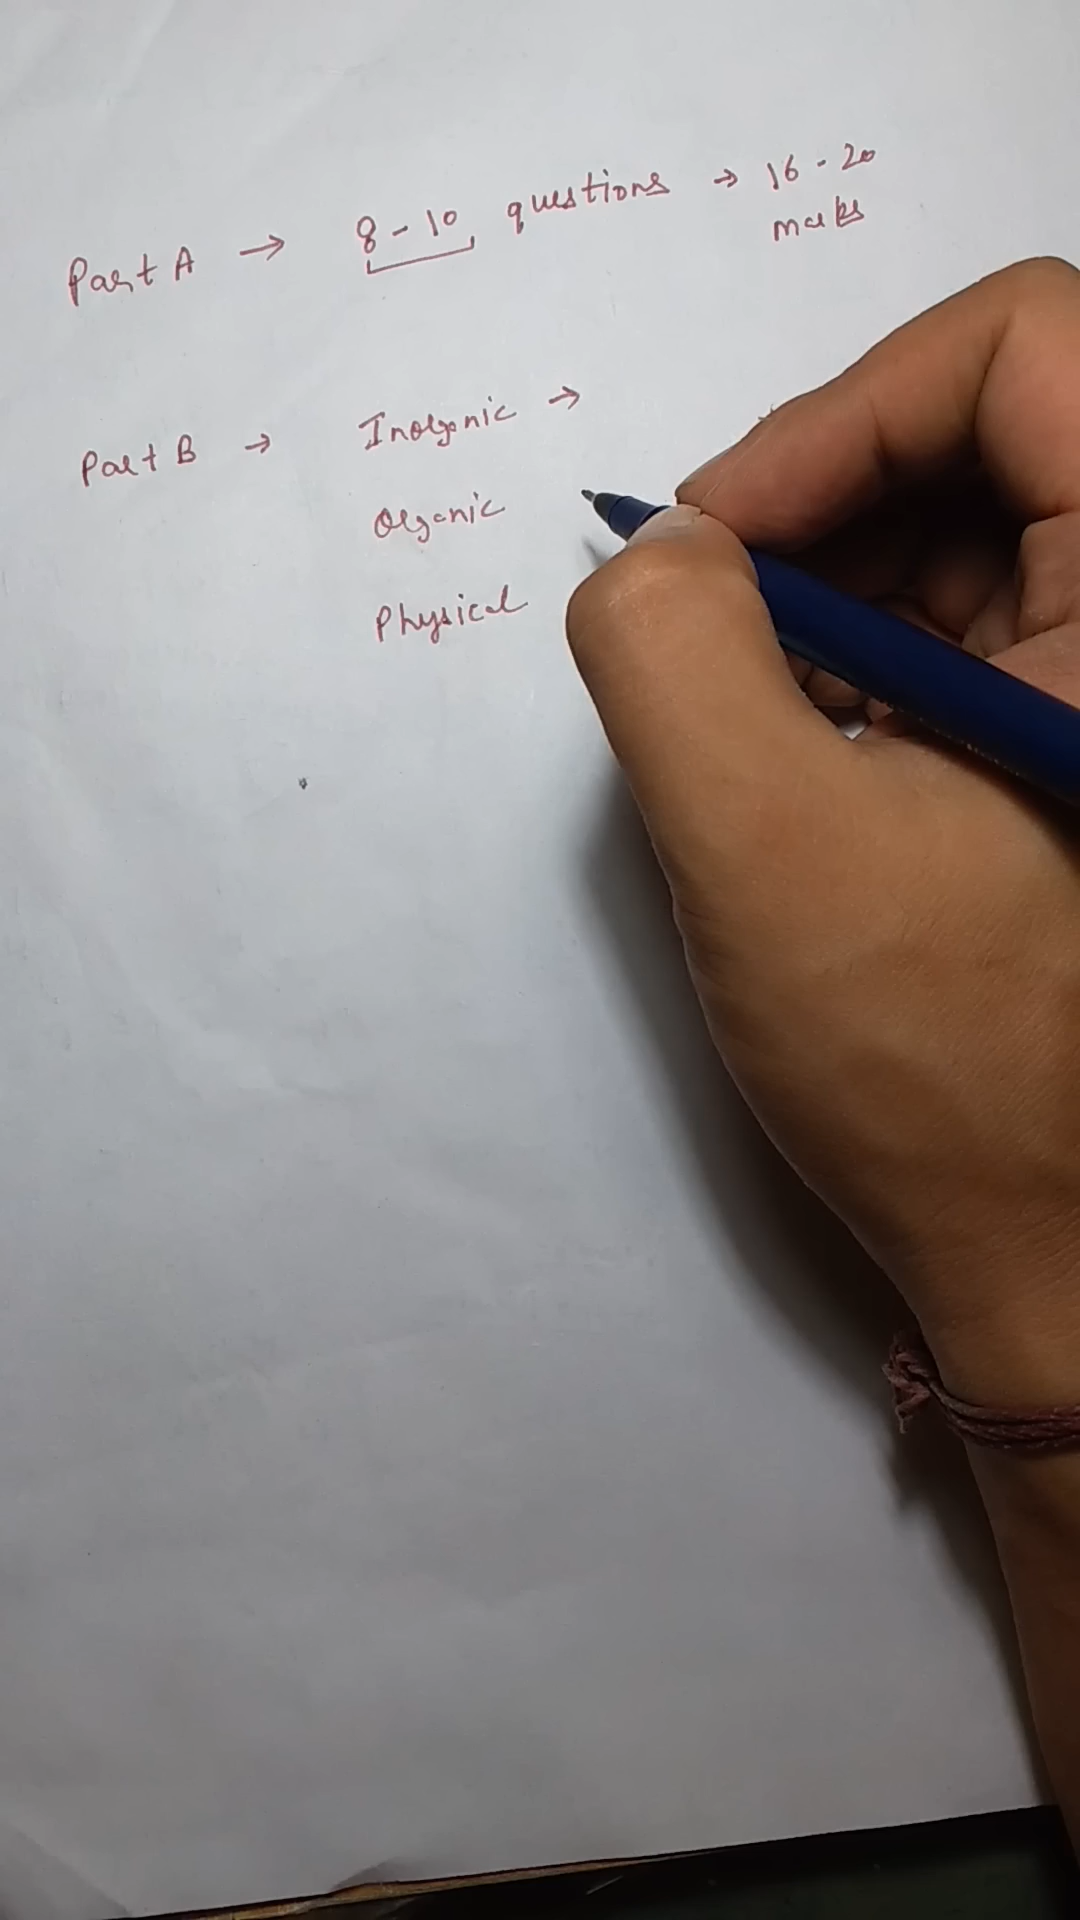 Part A → 8-10 questions → 16-20
marks
Part B → Inorganic →
Organic
Physical